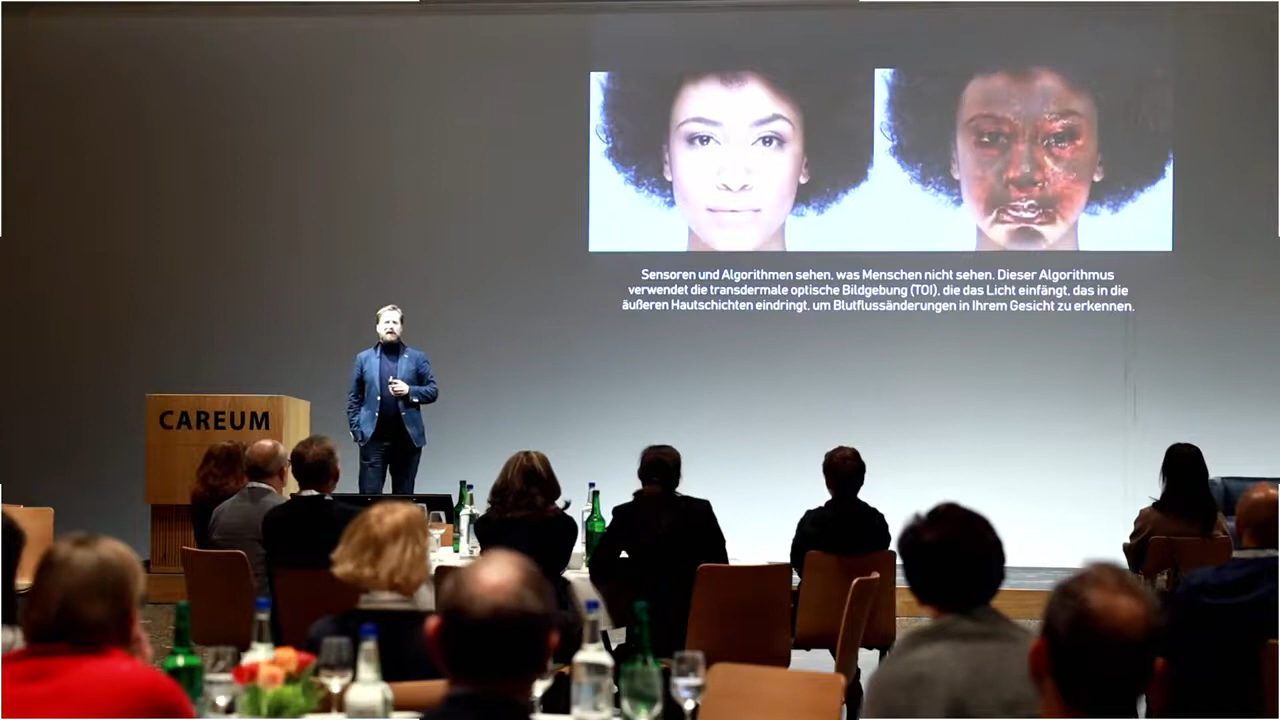 Sensoren und Algorithmen sehen, was Menschen nicht sehen. Dieser Algorithmus
verwendet die transdermale optische Bildgebung (TOI), die das Licht einfängt, das in die
äußeren Hautschichten eindringt, um Blutflussänderungen in Ihrem Gesicht zu erkennen.
CAREUM